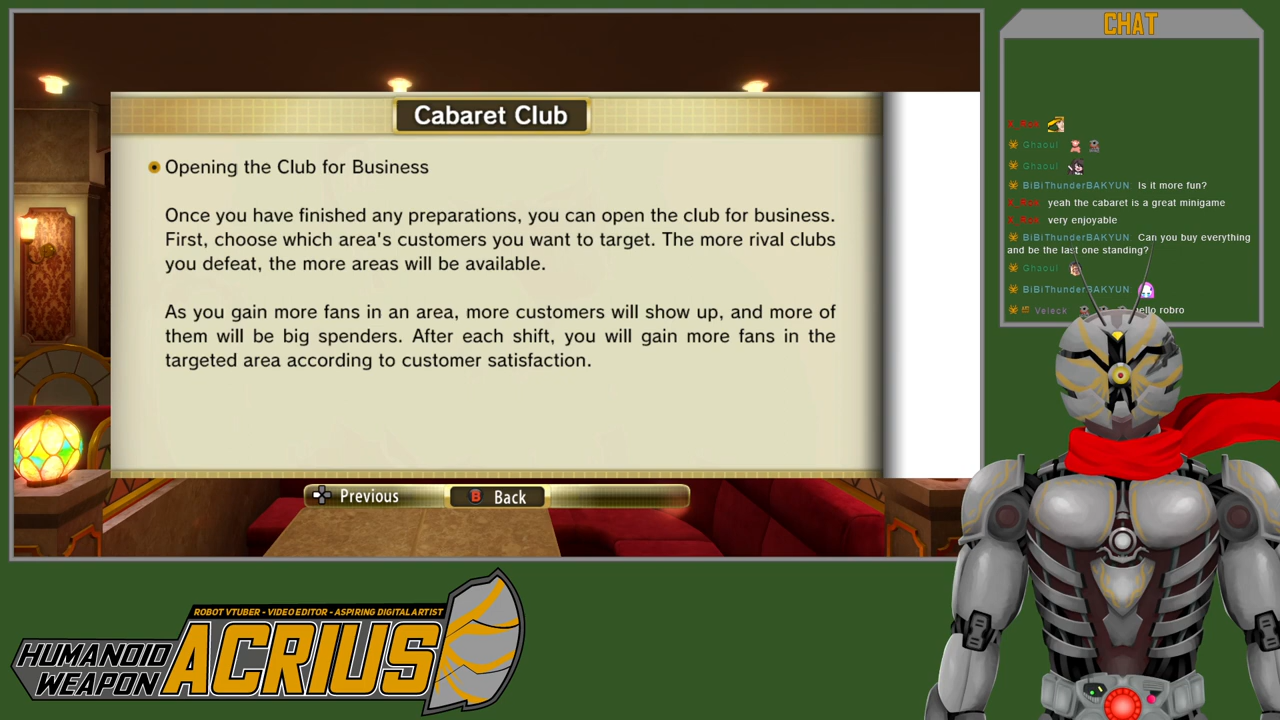 CHAT
Cabaret Club
Opening the Club for Business
Once you have finished any preparations, you can open the club for business.
First, choose which area's customers you want to target. The more rival clubs
you defeat, the more areas will be available.
As you gain more fans in an area, more customers will show up, and more of
them will be big spenders. After each shift, you will gain more fans in the
targeted area according to customer satisfaction.
Previous
B Back
Ghaoul
Ghaoul
BiBiThunderBAKYUN Is it more fun?
yeah the cabaret is a great minigame
very enjoyable
BiBiThunderBAKYUN Can you buy everything
and be the last one standing?
Ghaoul
BiBiThunderBAKYUN
Veleck hello robro
ROBOT VTUBER - VIDEO EDITOR - ASPIRING DIGITAL ARTIST
HUMANOID
WEAPON
ACRIUS